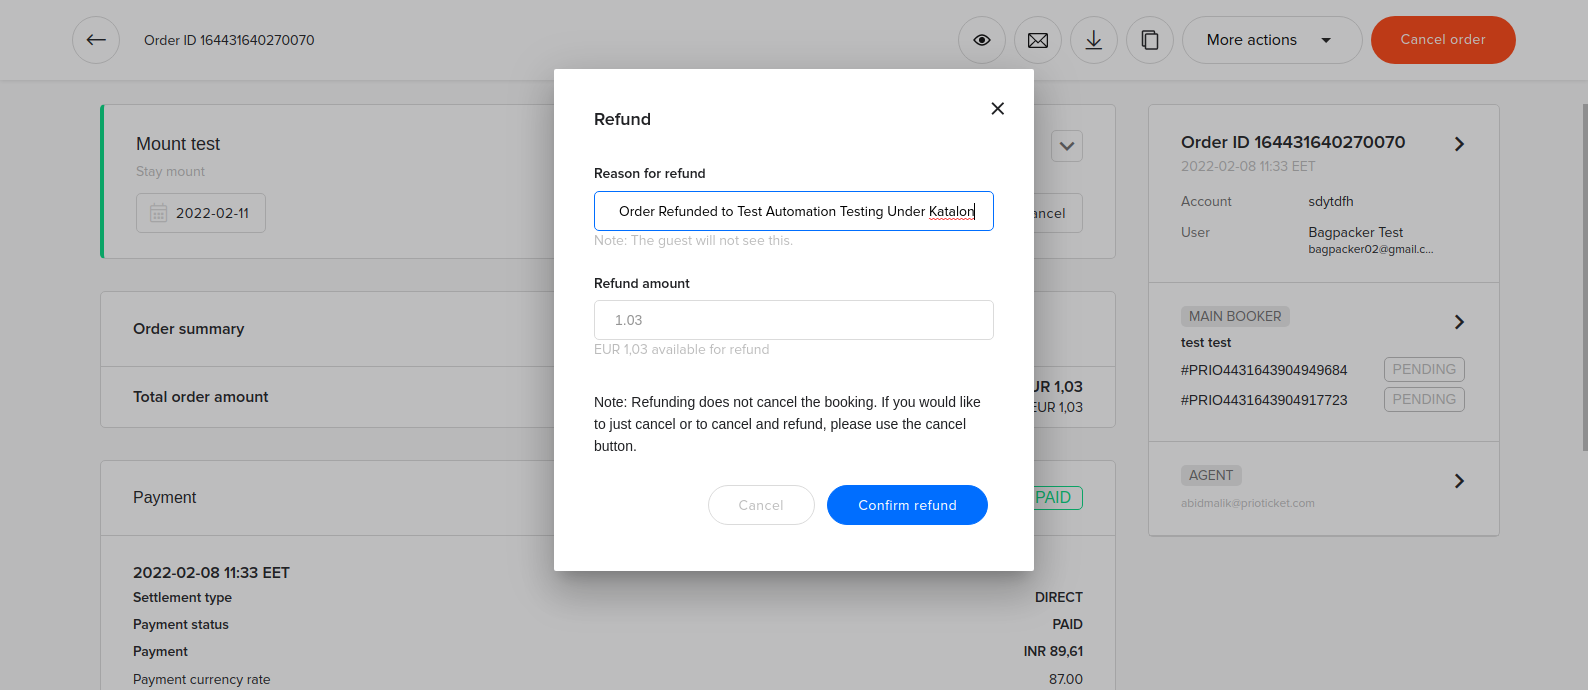 Order ID 164431640270070
More actions
Cancel order
Mount test
Stay mount
2022-02-11
ancel
Order summary
Total order amount
UR 1,03
EUR 1,03
Payment
PAID
2022-02-08 11:33 EET
Settlement type
DIRECT
Payment status
PAID
Payment
INR 89,61
Payment currency rate
87.00
Refund
Reason for refund
Order Refunded to Test Automation Testing Under Katalon
Note: The guest will not see this.
Refund amount
1.03
EUR 1,03 available for refund
Note: Refunding does not cancel the booking. If you would like
to just cancel or to cancel and refund, please use the cancel
button.
Cancel
Confirm refund
Order ID 164431640270070
2022-02-08 11:33 EET
Account
sdytdfh
User
Bagpacker Test
bagpacker02@gmail.c...
MAIN BOOKER
test test
#PRIO4431643904949684
PENDING
#PRIO4431643904917723
PENDING
AGENT
abidmalik@prioticket.com